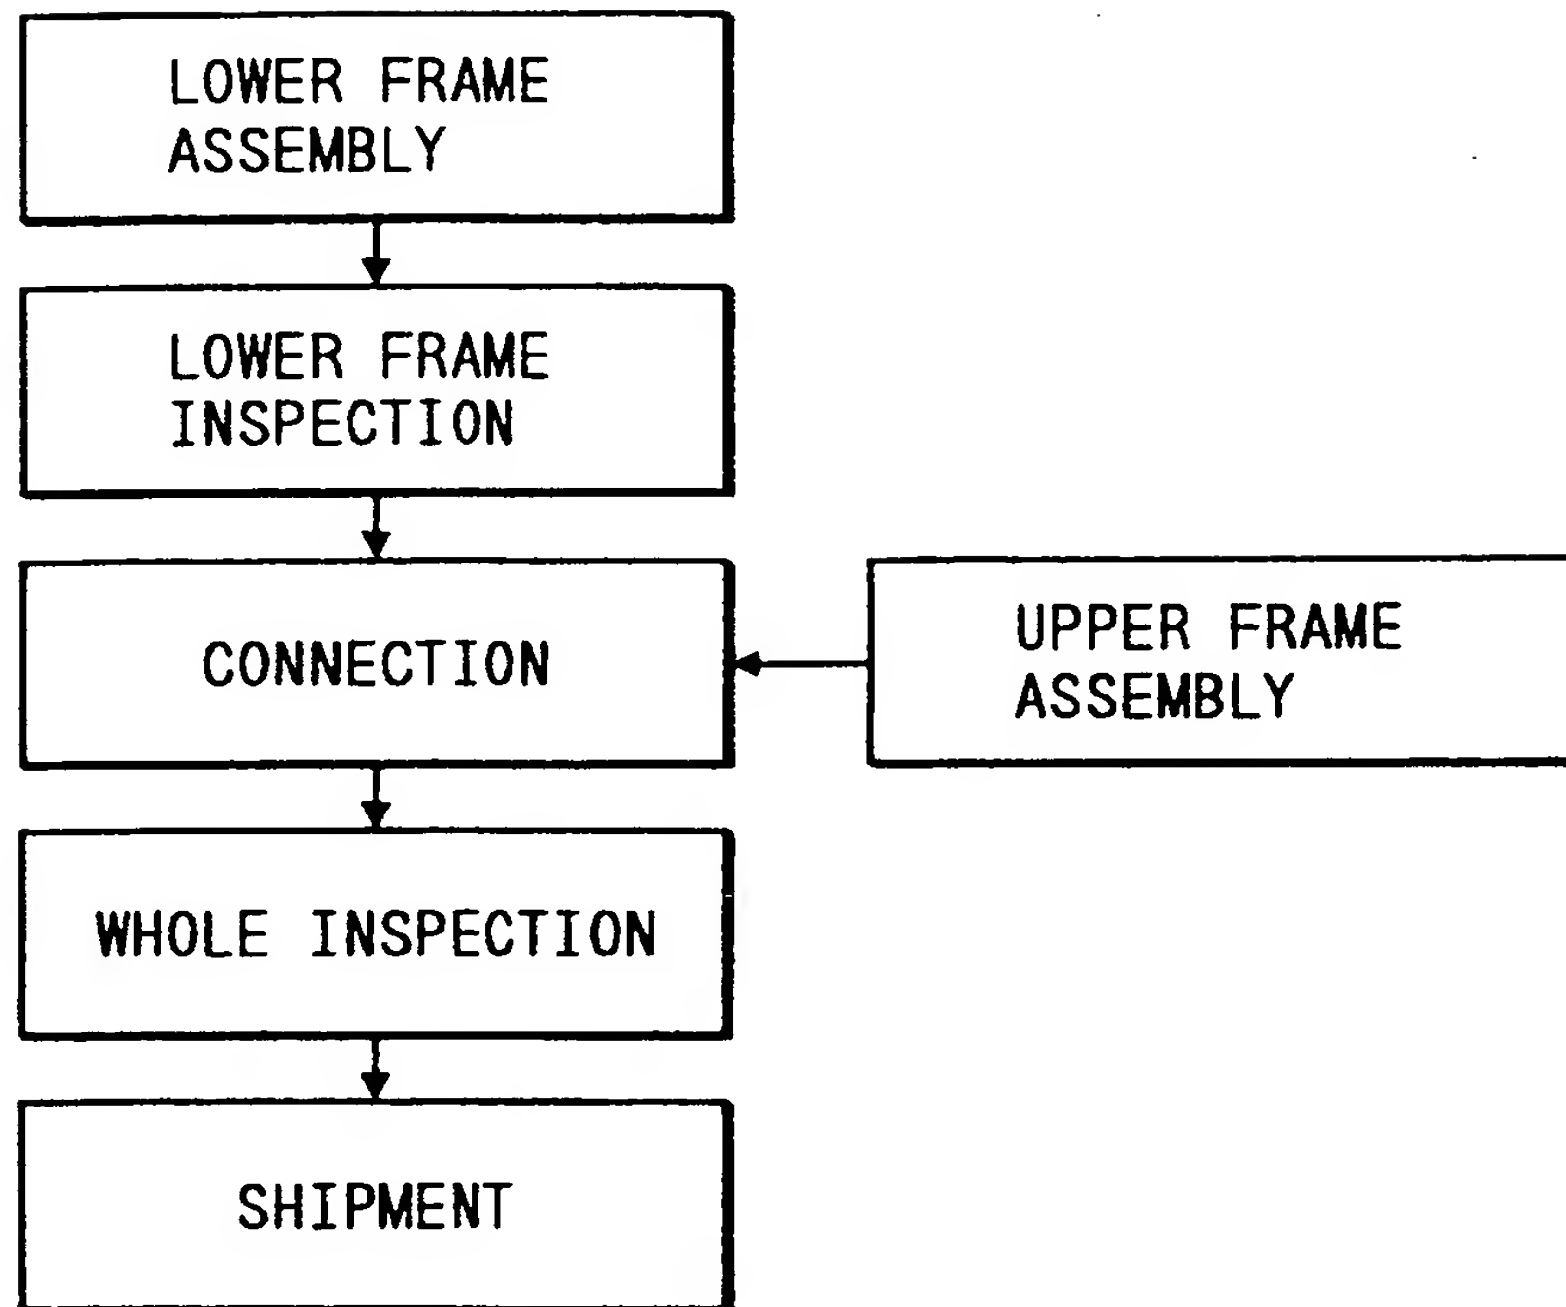 LOWER FRAME
ASSEMBLY
LOWER FRAME
INSPECTION
CONNECTION
UPPER FRAME
ASSEMBLY
WHOLE INSPECTION
SHIPMENT